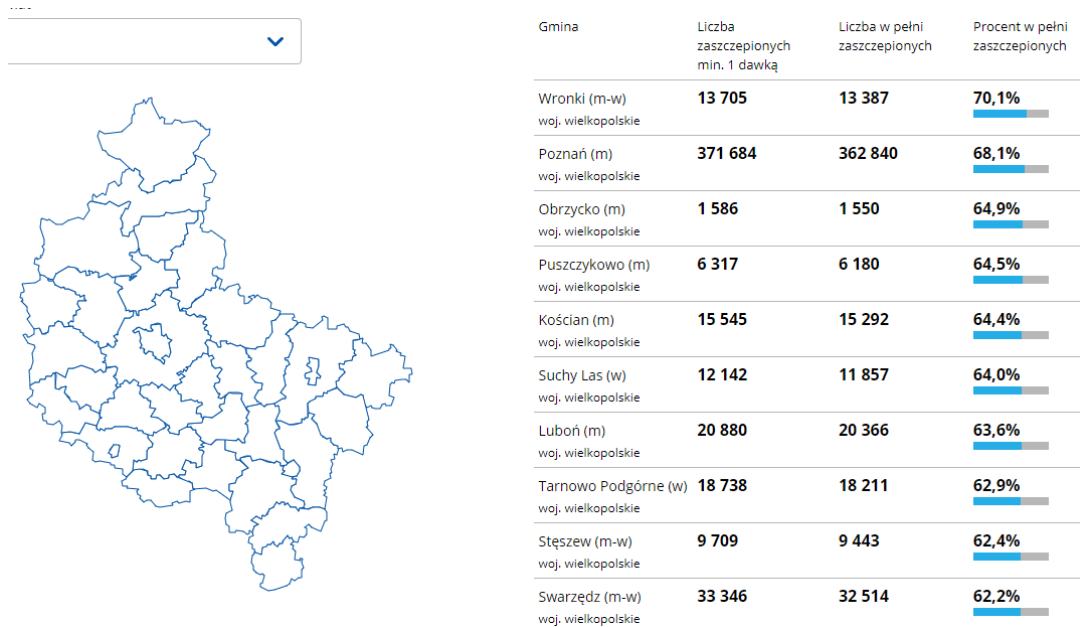 Gmina
Liczba
zaszczepionych
min. 1 dawką
Liczba w pełni
zaszczepionych
Procent w pełni
zaszczepionych
Wronki (m-w)
woj. wielkopolskie
13 705
13 387
70,1%
Poznań (m)
woj. wielkopolskie
371 684
362 840
68,1%
Obrzycko (m)
woj. wielkopolskie
1 586
1 550
64,9%
Puszczykowo (m)
woj. wielkopolskie
6 317
6 180
64,5%
Kościan (m)
woj. wielkopolskie
15 545
15 292
64,4%
Suchy Las (w)
woj. wielkopolskie
12 142
11 857
64,0%
Luboń (m)
woj. wielkopolskie
20 880
20 366
63,6%
Tarnowo Podgórne (w)
woj. wielkopolskie
18 738
18 211
62,9%
Stęszew (m-w)
woj. wielkopolskie
9 709
9 443
62,4%
Swarzędz (m-w)
woj. wielkopolskie
33 346
32 514
62,2%